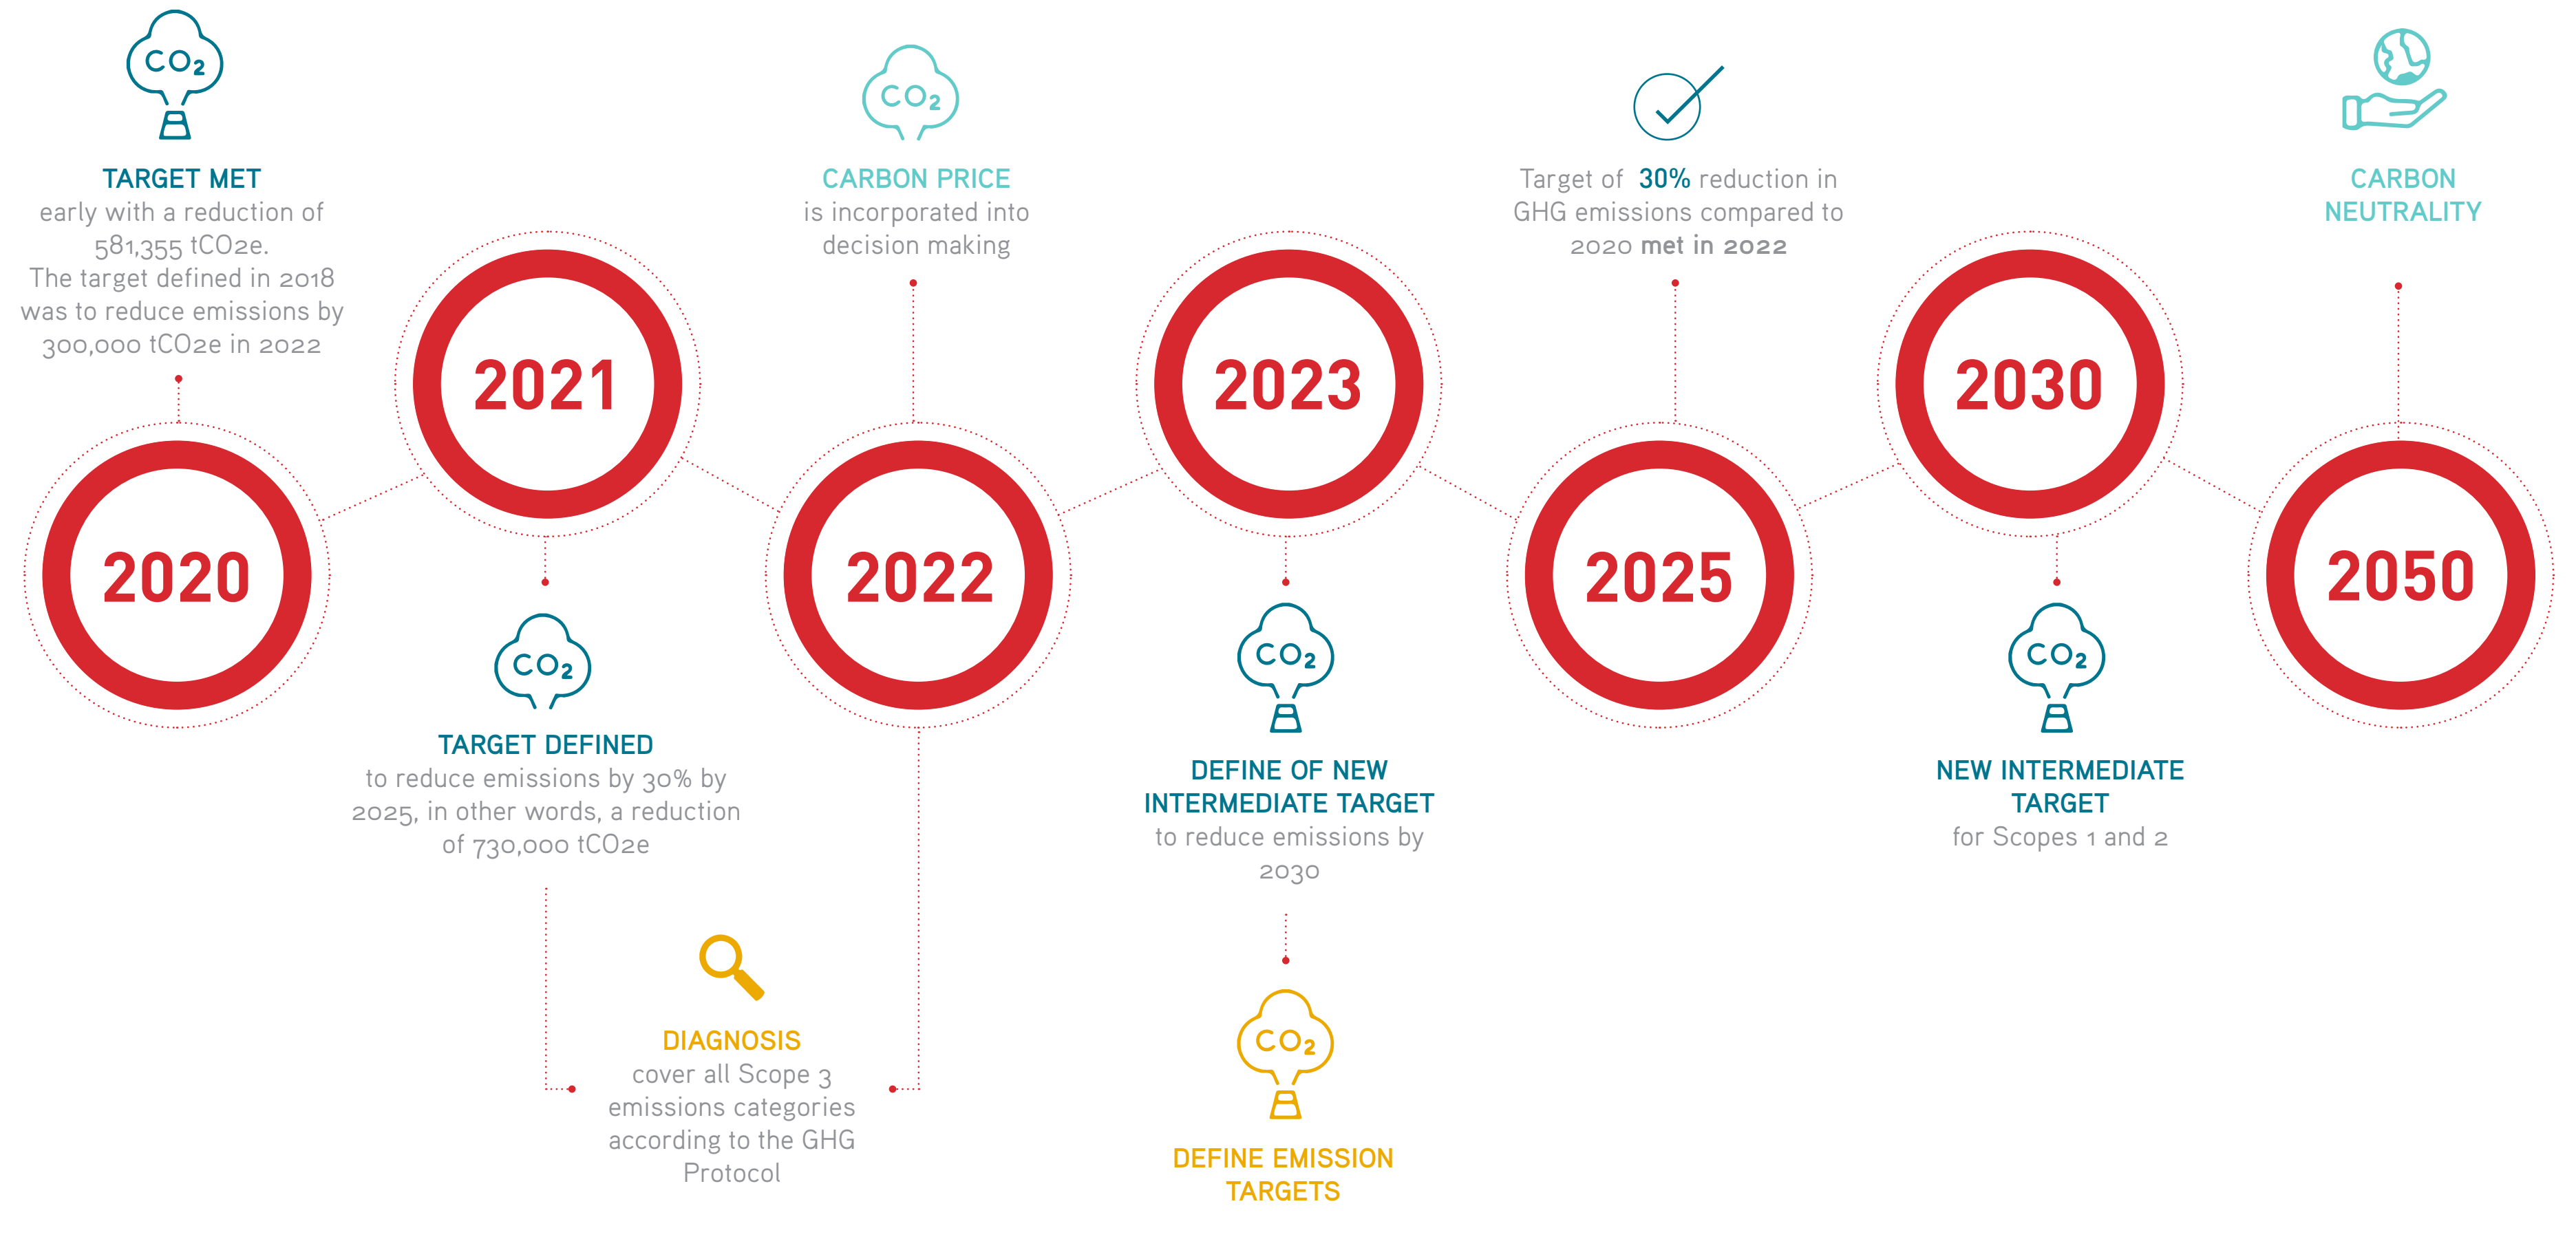 CO2
TARGET MET
early with a reduction of
581,355 tCO2e.
The target defined in 2018
was to reduce emissions by
300,000 tCO2e in 2022
2020
2021
CO2
TARGET DEFINED
to reduce emissions by 30% by
2025, in other words, a reduction
of 730,000 tCO2e
DIAGNOSIS
cover all Scope 3
emissions categories
according to the GHG
Protocol
CO2
CARBON PRICE
is incorporated into
decision making
2022
2023
CO2
DEFINE OF NEW
INTERMEDIATE TARGET
to reduce emissions by
2030
CO2
DEFINE EMISSION
TARGETS
Target of 30% reduction in
GHG emissions compared to
2020 met in 2022
2025
2030
CO2
NEW INTERMEDIATE
TARGET
for Scopes 1 and 2
CARBON
NEUTRALITY
2050